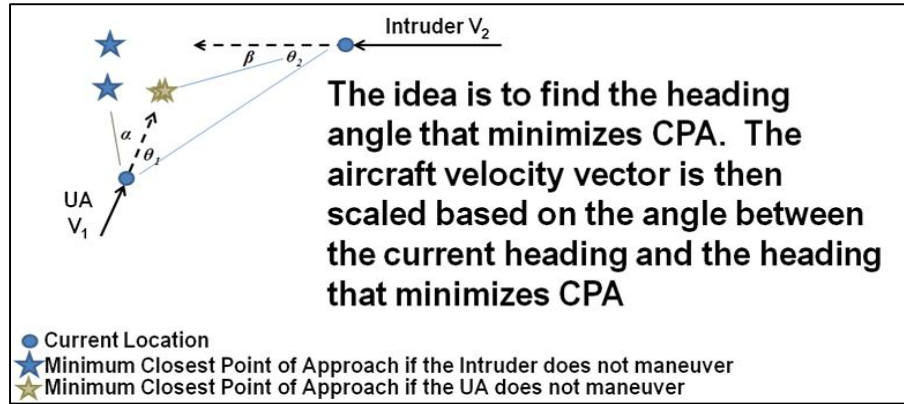 Intruder V2
β
θ2
α
θ1
UA
V1
The idea is to find the heading
angle that minimizes CPA. The
aircraft velocity vector is then
scaled based on the angle between
the current heading and the heading
that minimizes CPA
Current Location
Minimum Closest Point of Approach if the Intruder does not maneuver
Minimum Closest Point of Approach if the UA does not maneuver